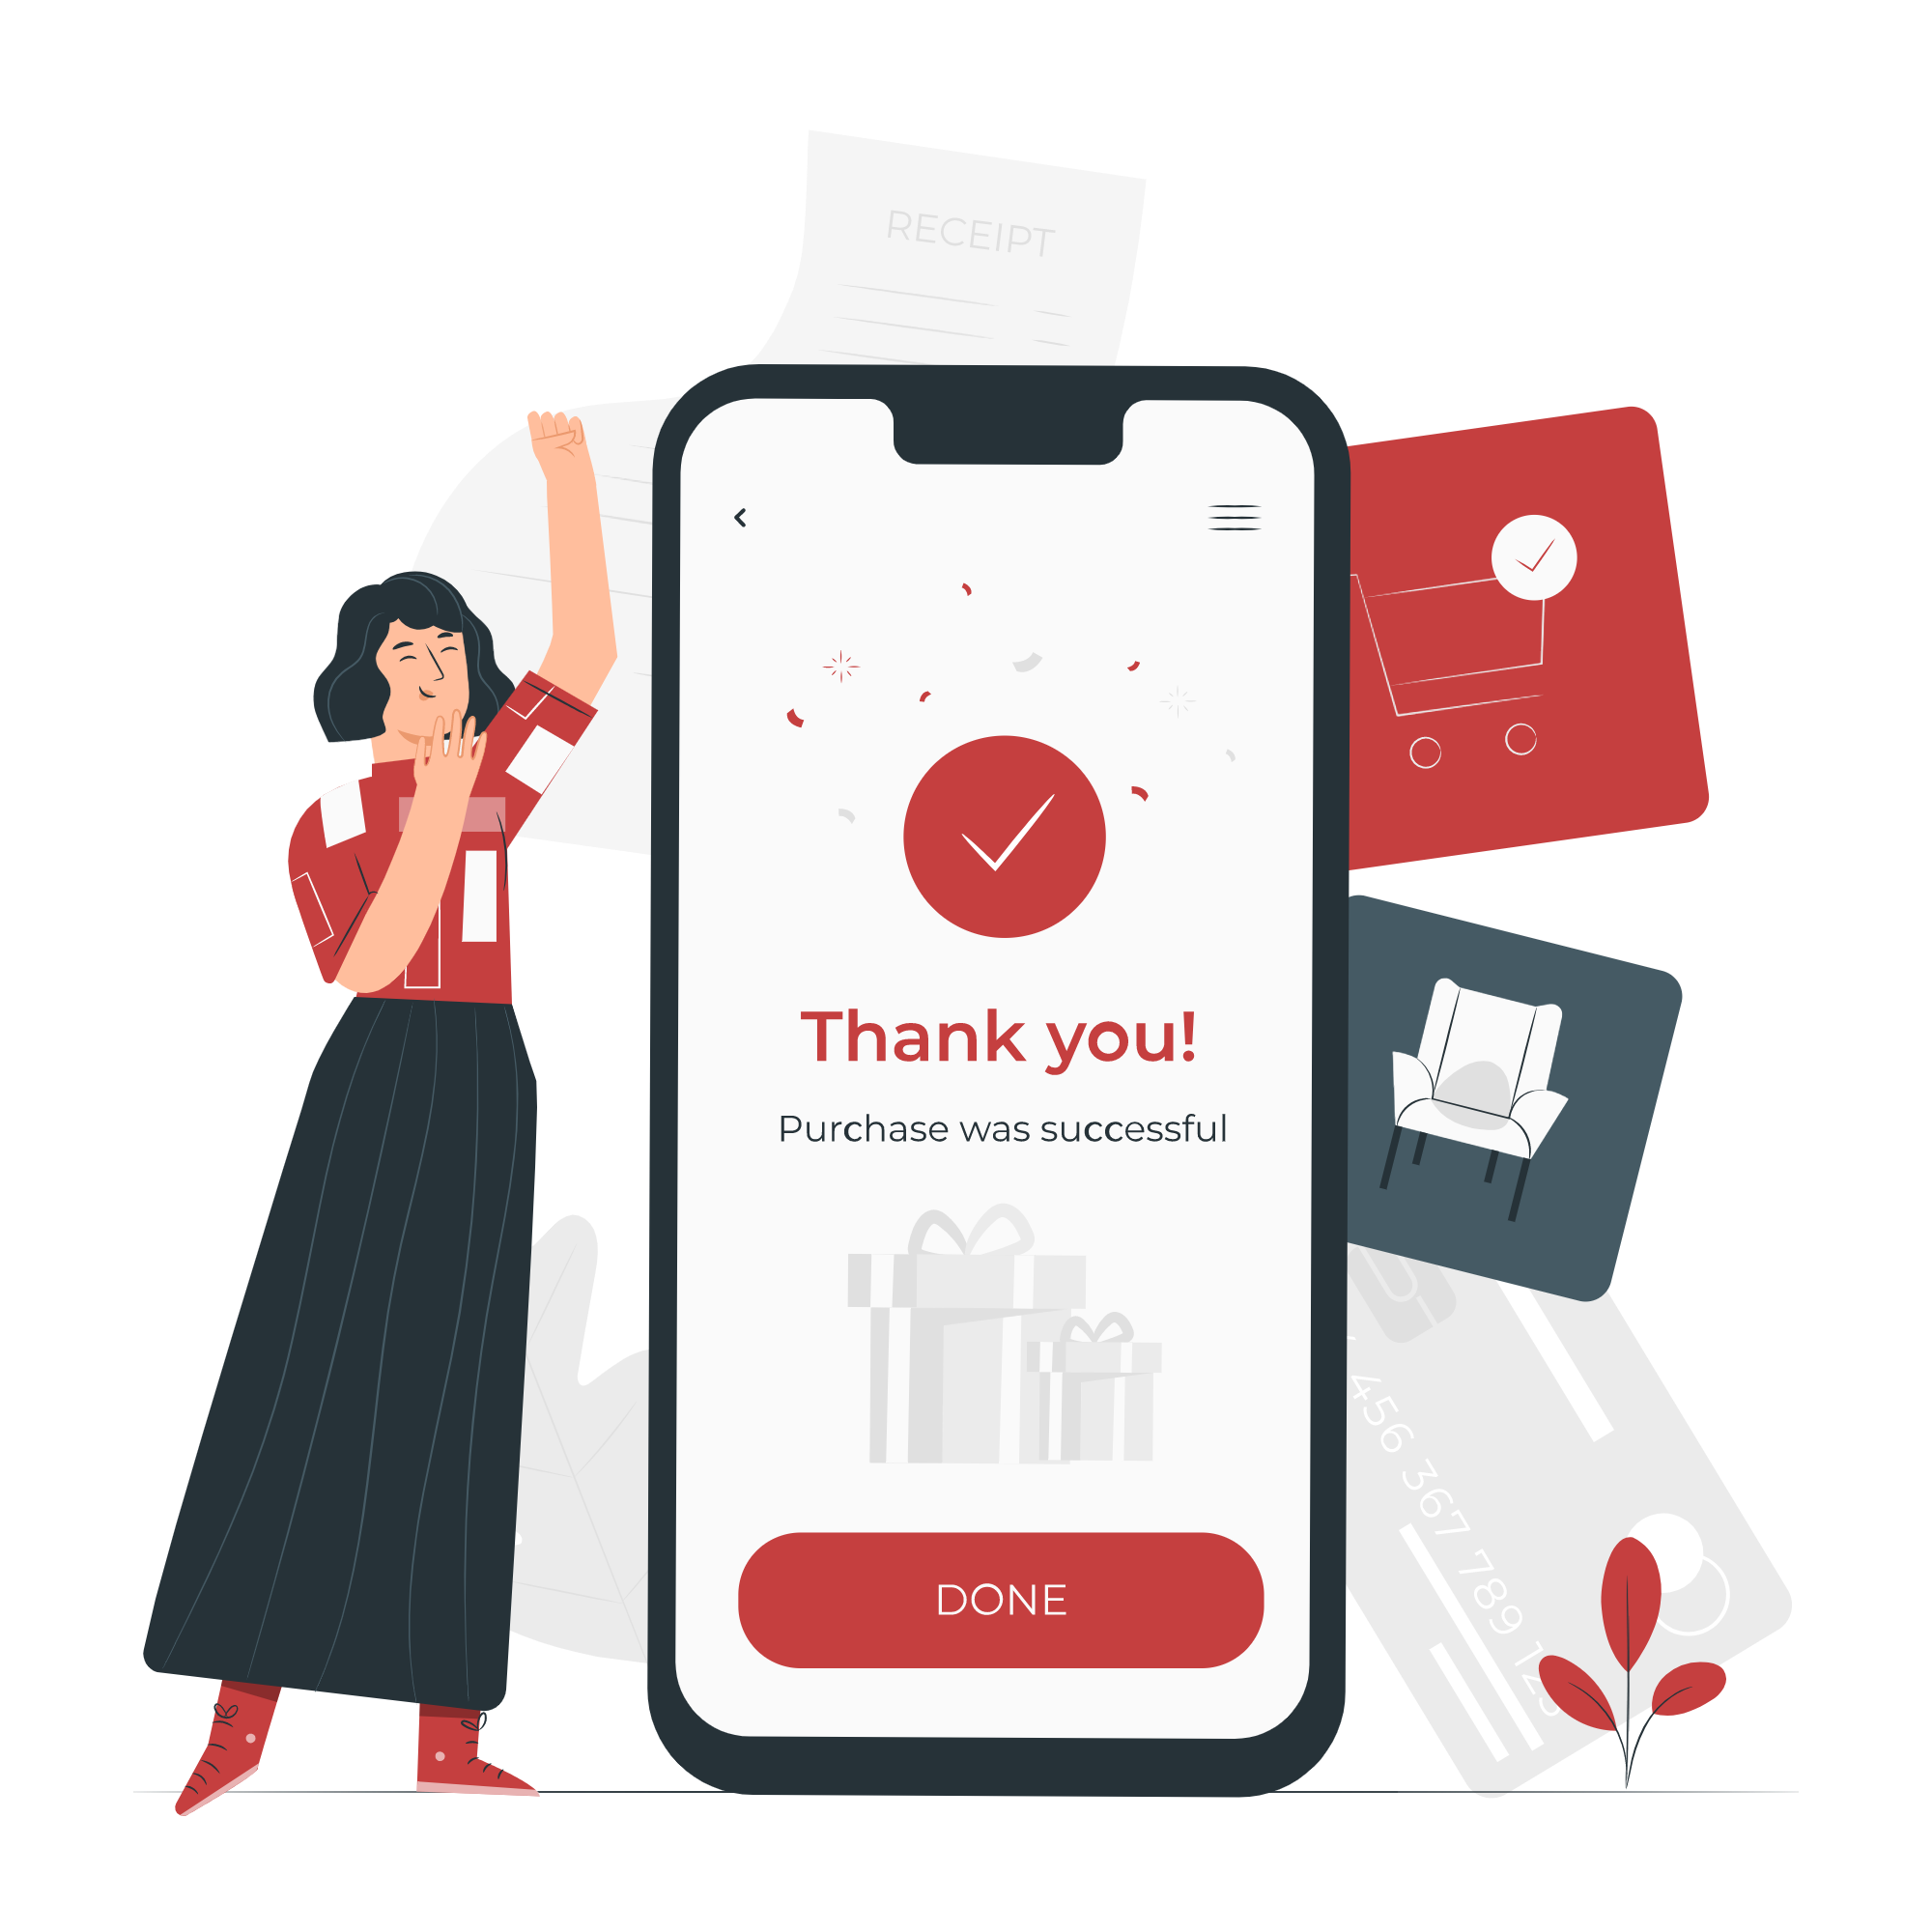 RECEIPT
Thank you!
Purchase was successful
DONE
456 367 789 123